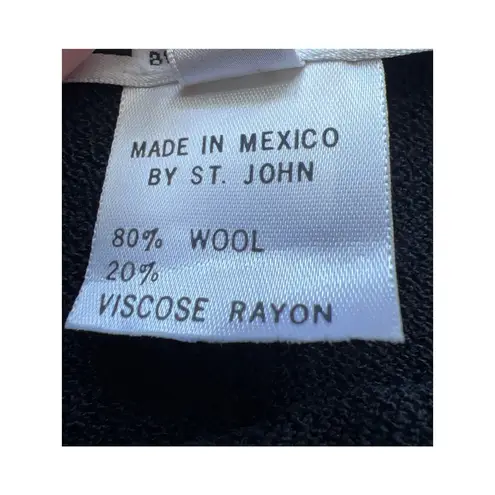 MADE IN MEXICO
BY ST. JOHN
80% WOOL
20%
VISCOSE RAYON